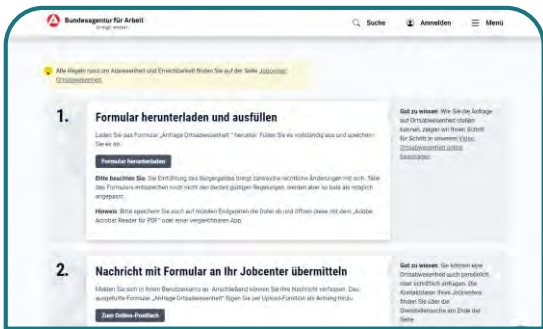 Bundesagentur für Arbeit
bringt weiter.
Suche
Anmelden
Menü
Alle Regeln rund um Abwesenheit und Erreichbarkeit finden Sie auf der Seite Jobcenter:
Ortsabwesenheit.
1.
Formular herunterladen und ausfüllen
Laden Sie das Formular „Anfrage Ortsabwesenheit" herunter. Füllen Sie es vollständig aus und speichern
Sie es ab.
Formular herunterladen
Bitte beachten Sie: Die Einführung des Bürgergeldes bringt zahlreiche rechtliche Änderungen mit sich. Teile
des Formulars entsprechen noch nicht den derzeit gültigen Regelungen, werden aber so bald als möglich
angepasst.
Hinweis: Bitte speichern Sie auch auf mobilen Endgeräten die Datei ab und öffnen diese mit dem „Adobe
Acrobat Reader für PDF" oder einer vergleichbaren App.
Gut zu wissen: Wie Sie die Anfrage
auf Ortsabwesenheit stellen
können, zeigen wir Ihnen Schritt
für Schritt in unserem Video:
Ortsabwesenheit online
beantragen
2.
Nachricht mit Formular an Ihr Jobcenter übermitteln
Melden Sie sich in Ihrem Benutzerkonto an. Anschließend können Sie Ihre Nachricht verfassen. Das
ausgefüllte Formular „Anfrage Ortsabwesenheit" fügen Sie per Upload-Funktion als Anhang hinzu.
Zum Online-Postfach
Gut zu wissen: Sie können eine
Ortsabwesenheit auch persönlich
oder schriftlich anfragen. Die
Kontaktdaten Ihres Jobcenters
finden Sie über die
Dienststellensuche am Ende der
Seite.